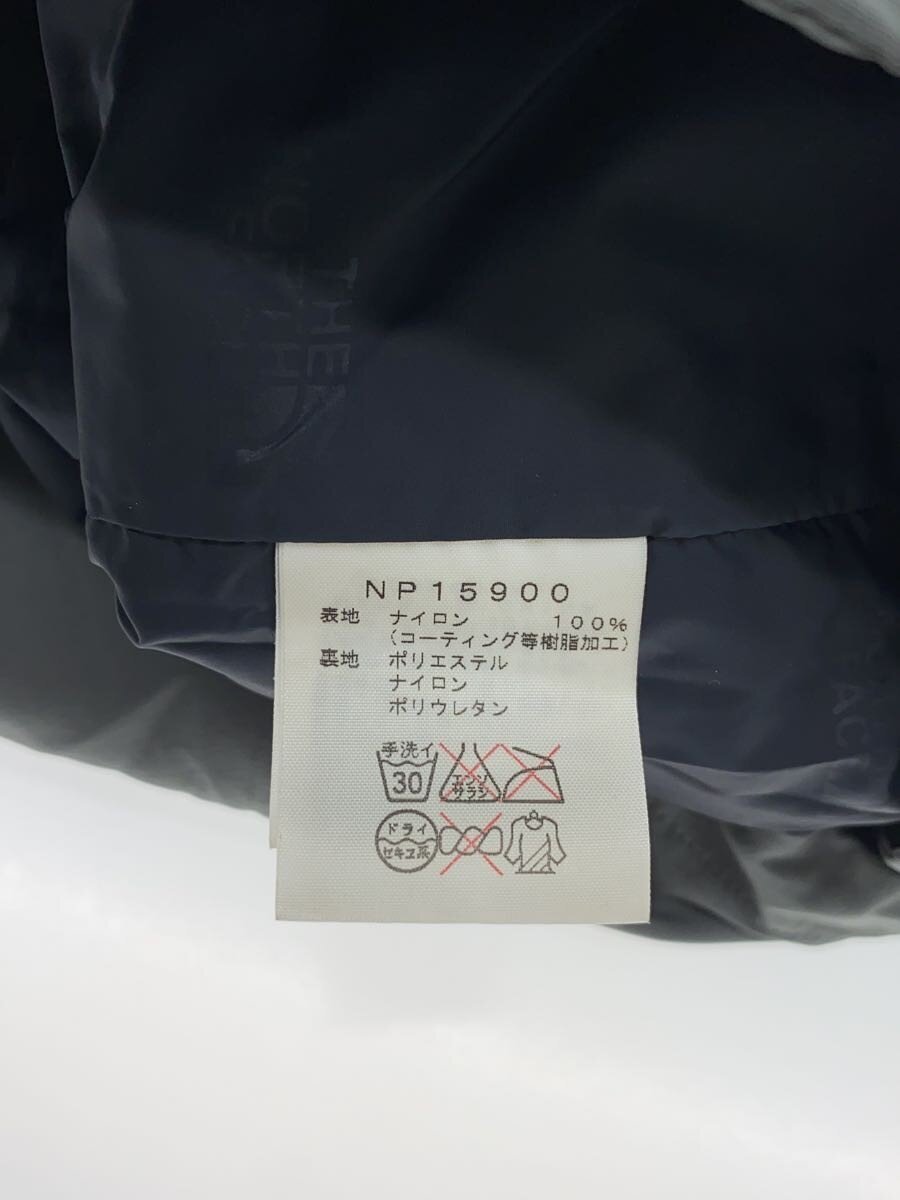 NP15900
表地 ナイロン 100%
(コーティング等樹脂加工)
裏地 ポリエステル
ナイロン
ポリウレタン
手洗イ
30
エンソ
サラシ
ドライ
セキユ系
THE
NO